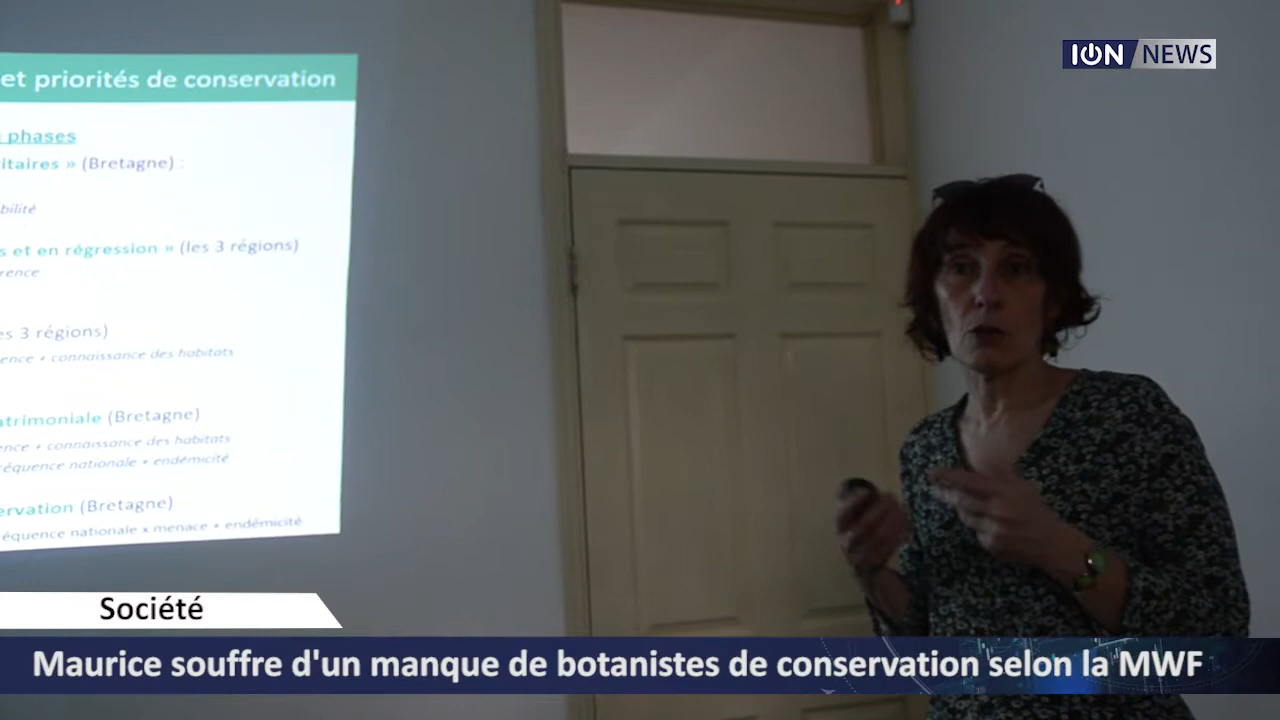 ION NEWS
et priorités de conservation
phases
itaires » (Bretagne) :
bilité
s et en régression » (les 3 régions)
rence
es 3 régions)
ence + connaissance des habitats
atrimoniale (Bretagne)
ence + connaissance des habitats
équence nationale + endémicité
ervation (Bretagne)
équence nationale x menace + endémicité
Société
Maurice souffre d'un manque de botanistes de conservation selon la MWF